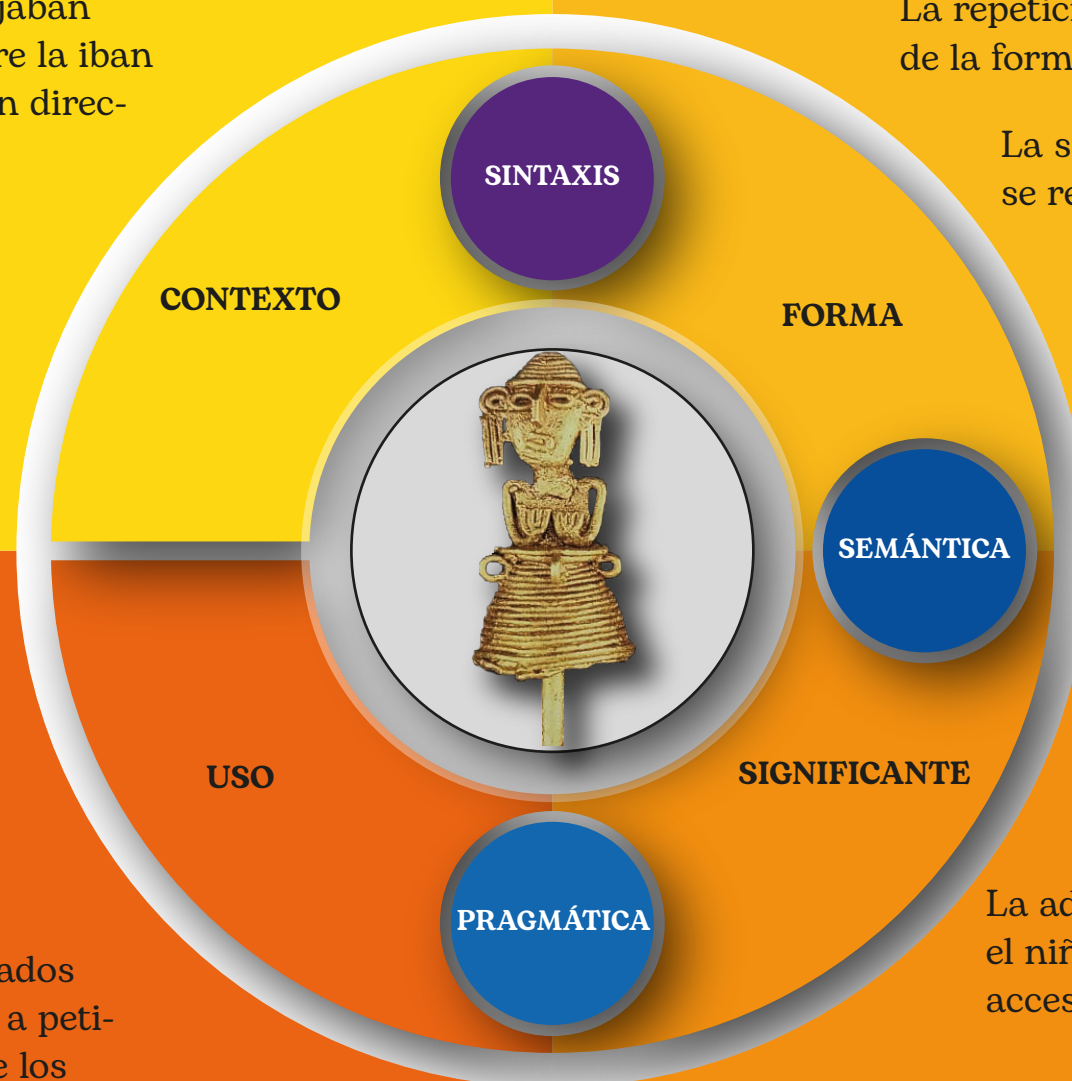 jaban
re la iban
n direc-
La repetici
de la form
La s
se re
SINTAXIS
CONTEXTO
FORMA
SEMÁNTICA
USO
SIGNIFICANTE
PRAGMÁTICA
ados
a peti-
e los
La ad
el niñ
acces